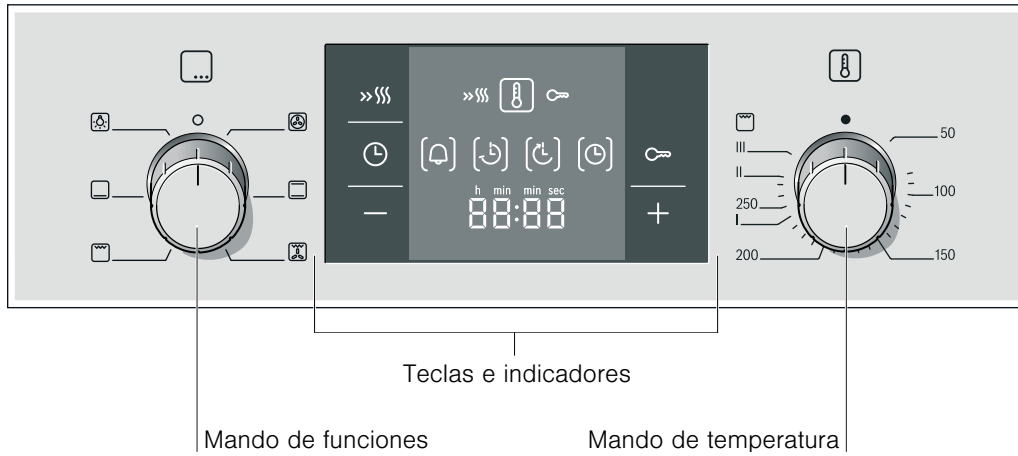 h min min sec
88:88
50
100
150
200
250
I
II
III
Teclas e indicadores
Mando de funciones
Mando de temperatura